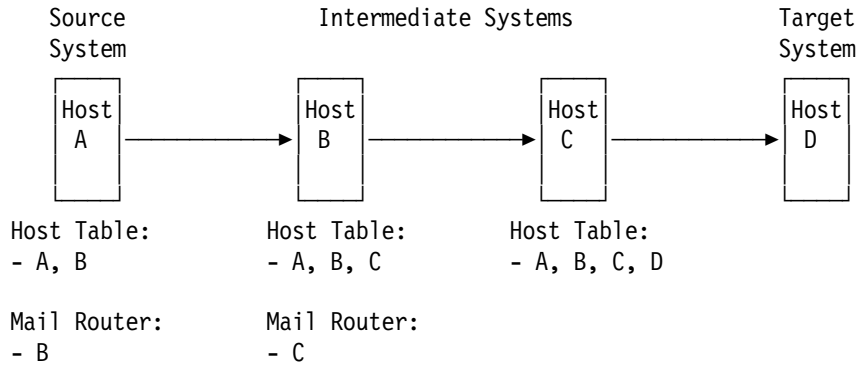 Source Intermediate Systems Target
System System
Host Host Host Host
A B C D
Host Table: Host Table: Host Table:
- A, B - A, B, C - A, B, C, D
Mail Router: Mail Router:
- B - C